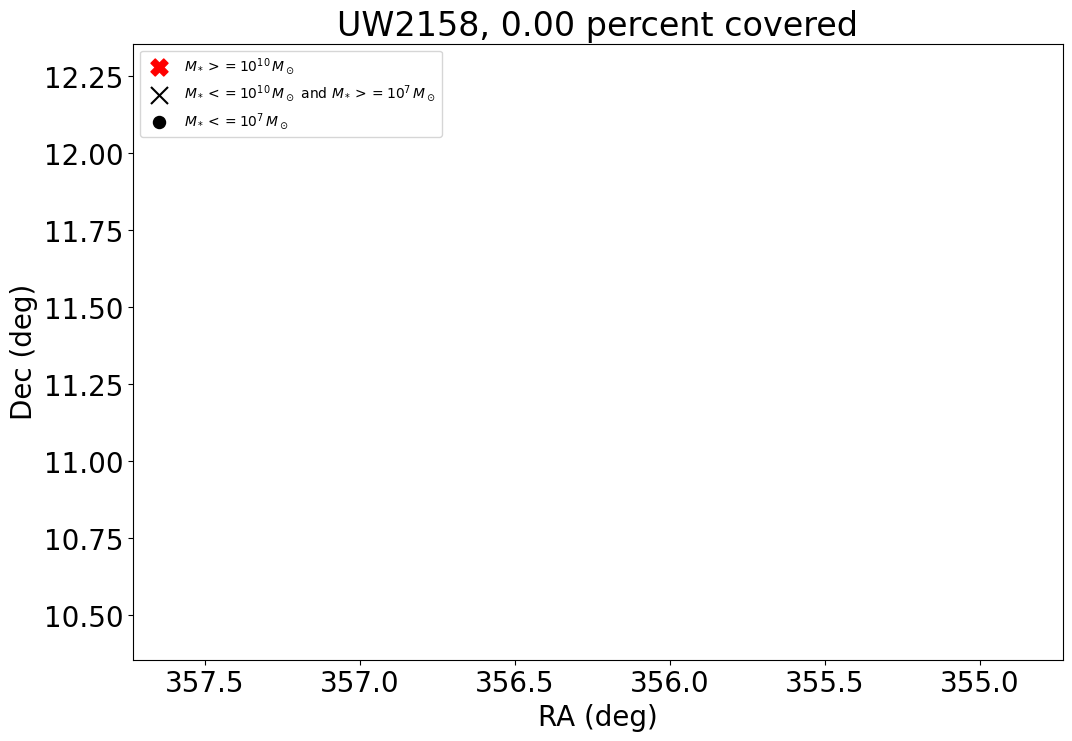 UW2158, 0.00 percent covered
M* >= 10^10 M⊙
M* <= 10^10 M⊙ and M* >= 10^7 M⊙
M* <= 10^7 M⊙
12.25
12.00
11.75
11.50
11.25
11.00
10.75
10.50
Dec (deg)
357.5 357.0 356.5 356.0 355.5 355.0
RA (deg)